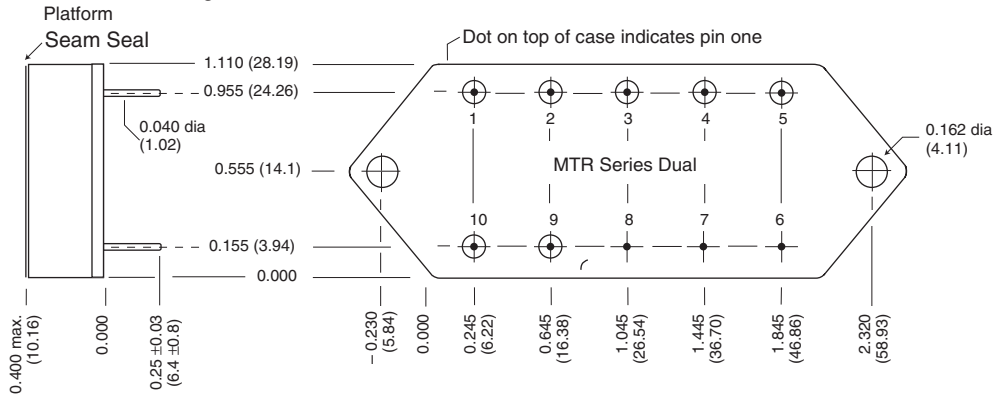 Platform
Seam Seal
Dot on top of case indicates pin one
1.110 (28.19)
0.955 (24.26)
1 2 3 4 5
0.040 dia
(1.02)
0.162 dia
(4.11)
0.555 (14.1)
MTR Series Dual
10 9 8 7 6
0.155 (3.94)
0.000
0.400 max.
(10.16)
0.000
0.25 ±0.03
(6.4 ±0.8)
– 0.230
(5.84)
0.000
0.245
(6.22)
0.645
(16.38)
1.045
(26.54)
1.445
(36.70)
1.845
(46.86)
2.320
(58.93)